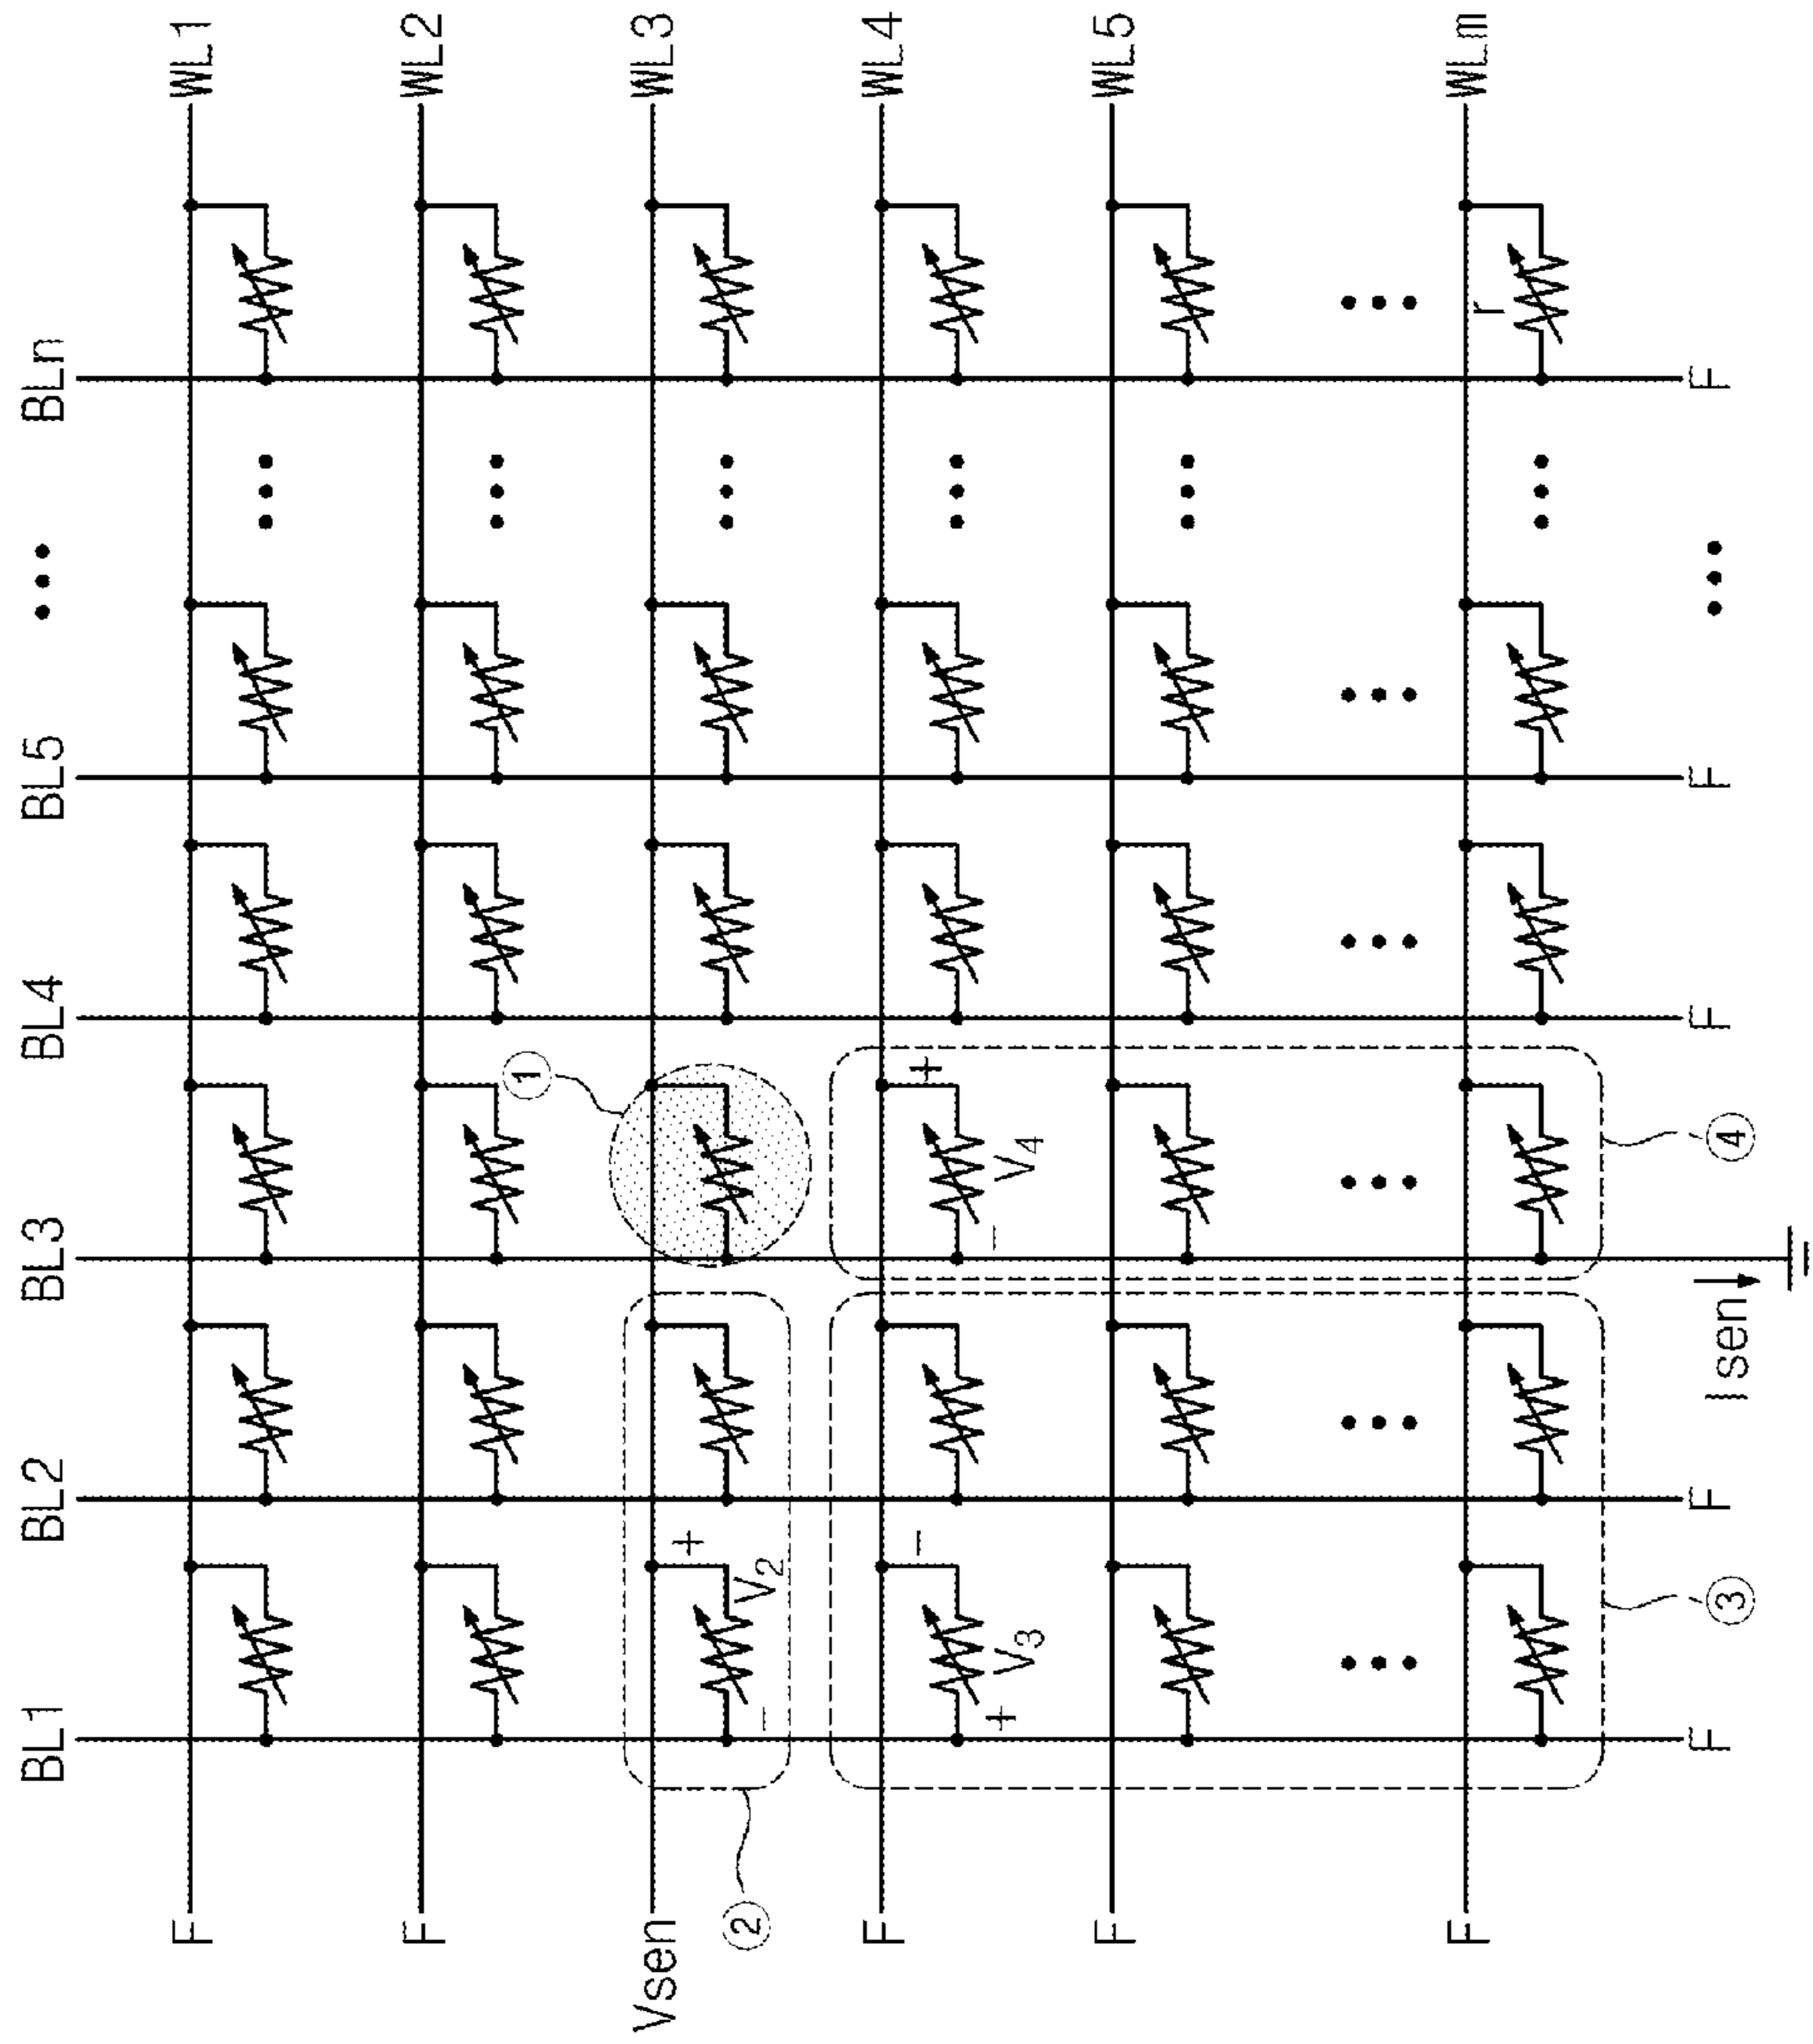 BL1 BL2 BL3 BL4 BL5 ... BLn
WL1
WL2
WL3
WL4
WL5
WLm
F
F
Vsen
F
F
F
①
②
+
V2
−
−
V3
+
+
V4
−
... ... ... ... ... ...
... ... ... ... ... ...
r
③
④
F F Isen F F ... F